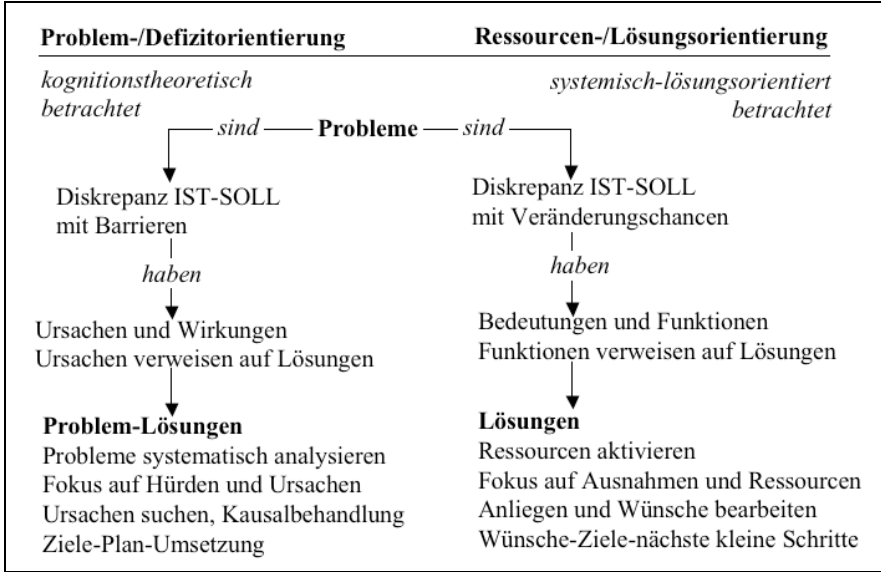 Problem-/Defizitorientierung
Ressourcen-/Lösungsorientierung
kognitionstheoretisch
betrachtet
systemisch-lösungsorientiert
betrachtet
sind Probleme sind
Diskrepanz IST-SOLL
mit Barrieren
haben
Ursachen und Wirkungen
Ursachen verweisen auf Lösungen
Problem-Lösungen
Probleme systematisch analysieren
Fokus auf Hürden und Ursachen
Ursachen suchen, Kausalbehandlung
Ziele-Plan-Umsetzung
Diskrepanz IST-SOLL
mit Veränderungschancen
haben
Bedeutungen und Funktionen
Funktionen verweisen auf Lösungen
Lösungen
Ressourcen aktivieren
Fokus auf Ausnahmen und Ressourcen
Anliegen und Wünsche bearbeiten
Wünsche-Ziele-nächste kleine Schritte